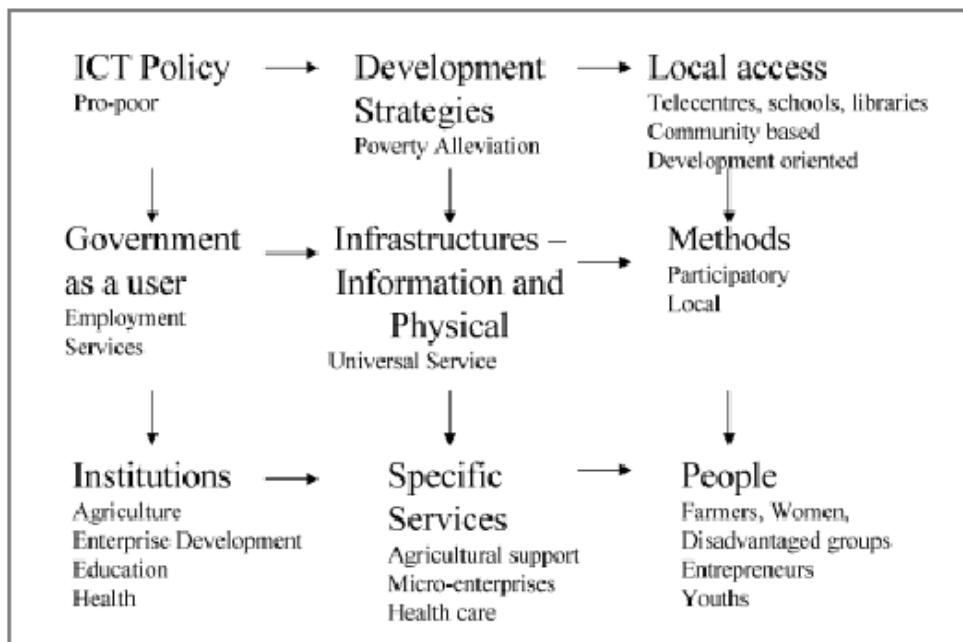 ICT Policy
Pro-poor
Development
Strategies
Poverty Alleviation
Local access
Telecentres, schools, libraries
Community based
Development oriented
Government
as a user
Employment
Services
Infrastructures –
Information and
Physical
Universal Service
Methods
Participatory
Local
Institutions
Agriculture
Enterprise Development
Education
Health
Specific
Services
Agricultural support
Micro-enterprises
Health care
People
Farmers, Women,
Disadvantaged groups
Entrepreneurs
Youths